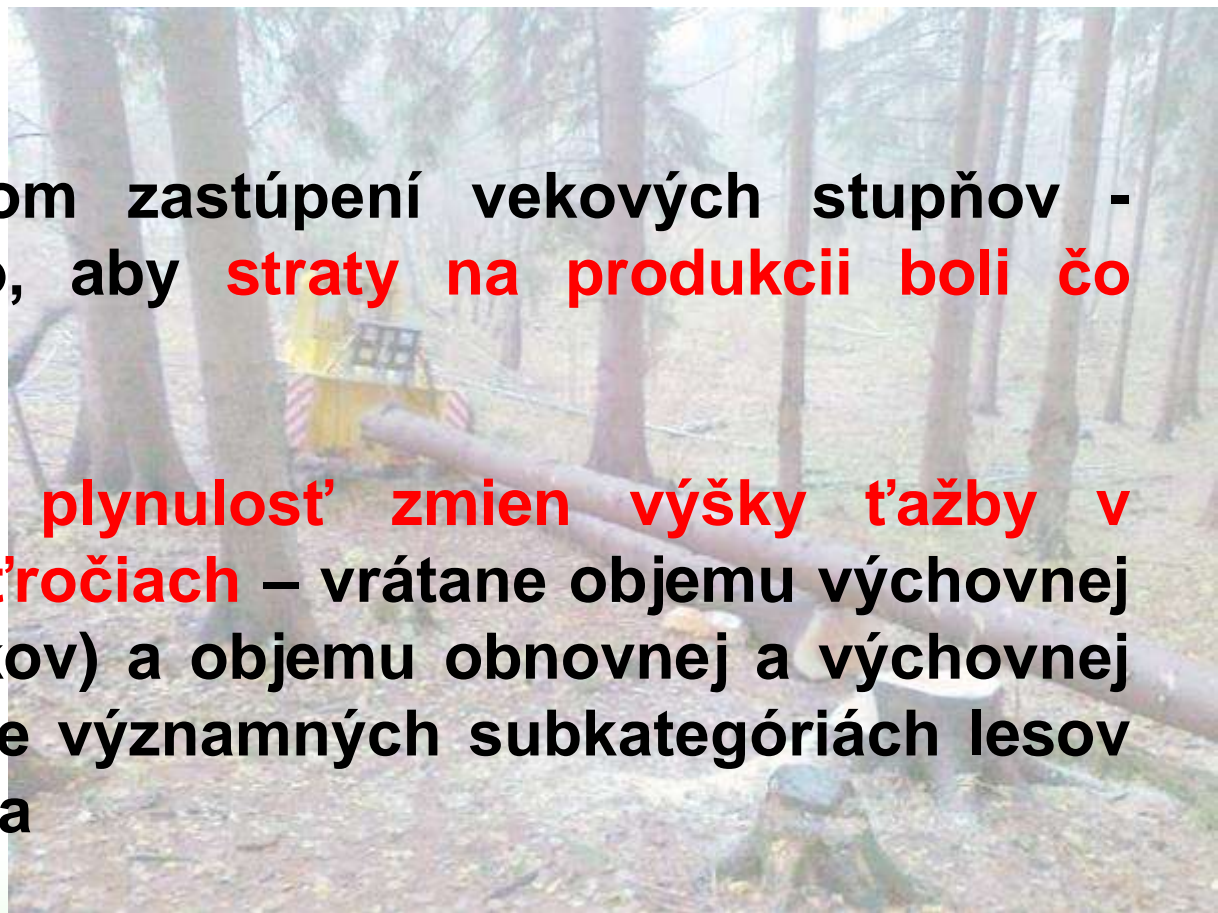 om zastúpení vekových stupňov -
o, aby straty na produkcii boli čo
plynulosť zmien výšky ťažby v
ťročiach – vrátane objemu výchovnej
kov) a objemu obnovnej a výchovnej
e významných subkategóriách lesov
a